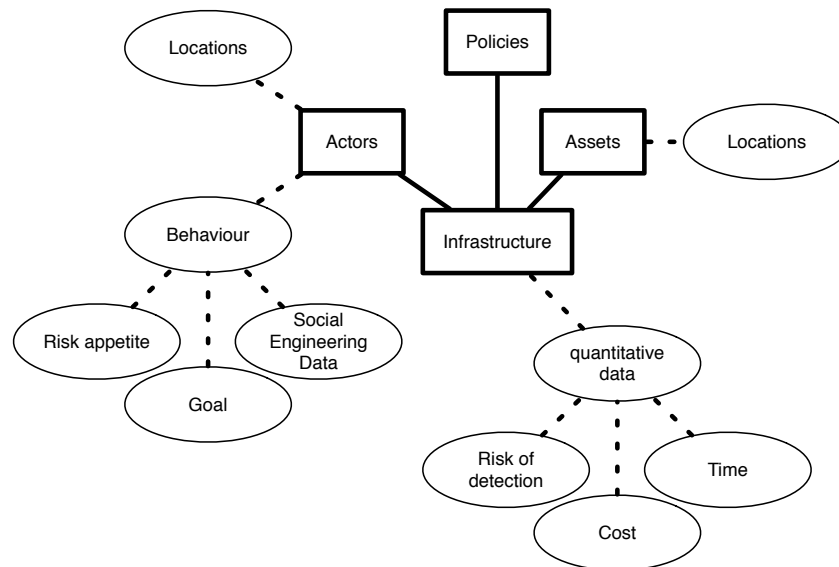 Policies
Locations
Actors
Assets
Locations
Behaviour
Infrastructure
Risk appetite
Social
Engineering
Data
Goal
quantitative
data
Risk of
detection
Time
Cost